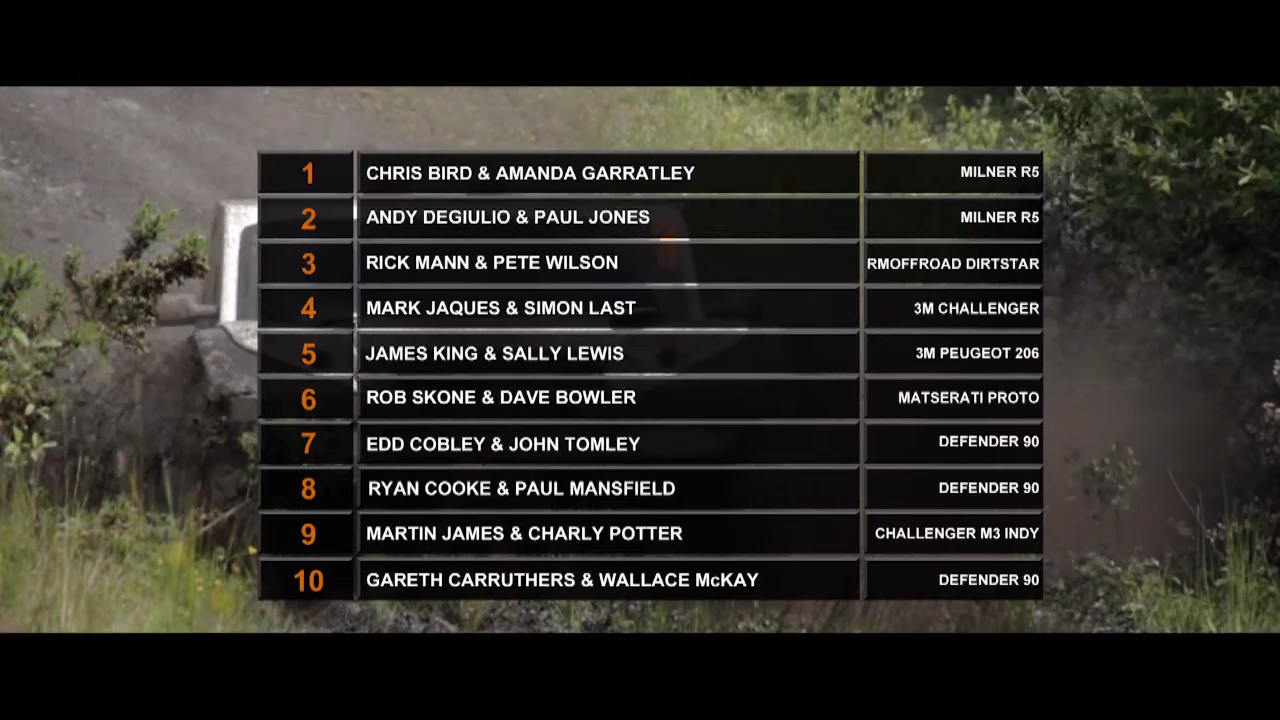 1 CHRIS BIRD & AMANDA GARRATLEY MILNER R5
2 ANDY DEGIULIO & PAUL JONES MILNER R5
3 RICK MANN & PETE WILSON RMOFFROAD DIRTSTAR
4 MARK JAQUES & SIMON LAST 3M CHALLENGER
5 JAMES KING & SALLY LEWIS 3M PEUGEOT 206
6 ROB SKONE & DAVE BOWLER MATSERATI PROTO
7 EDD COBLEY & JOHN TOMLEY DEFENDER 90
8 RYAN COOKE & PAUL MANSFIELD DEFENDER 90
9 MARTIN JAMES & CHARLY POTTER CHALLENGER M3 INDY
10 GARETH CARRUTHERS & WALLACE McKAY DEFENDER 90